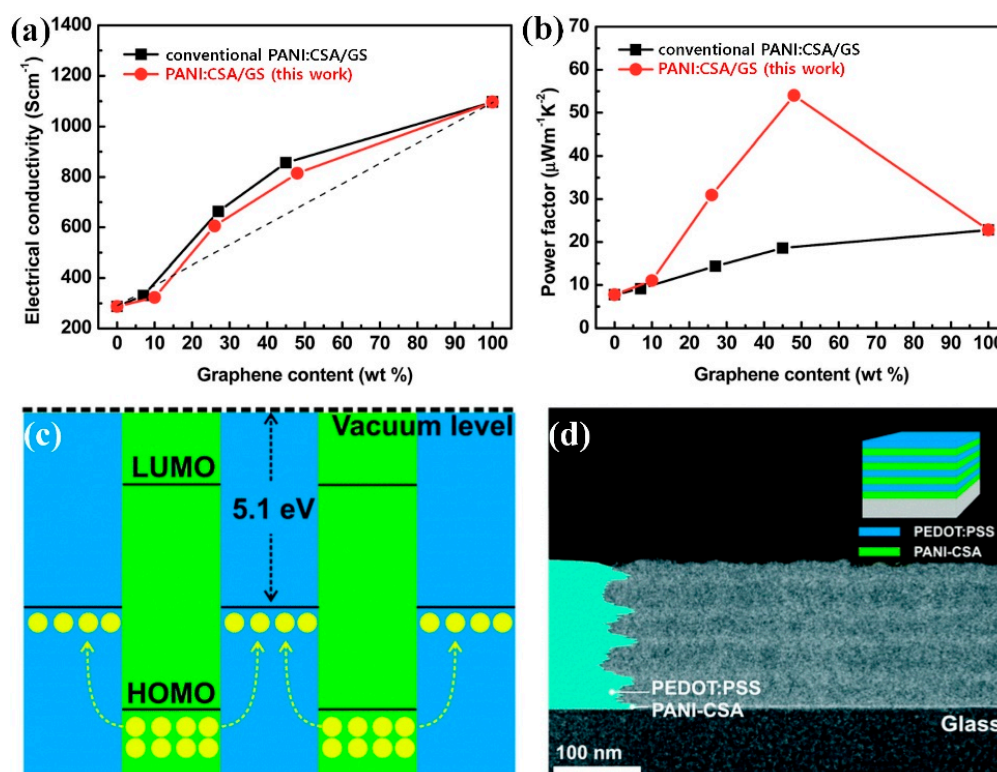 (a)
conventional PANI:CSA/GS
PANI:CSA/GS (this work)
Electrical conductivity (Scm⁻¹)
1400
1200
1000
800
600
400
200
0 10 20 30 40 50 60 70 80 90 100
Graphene content (wt %)
(b)
conventional PANI:CSA/GS
PANI:CSA/GS (this work)
Power factor (μWm⁻¹K⁻²)
70
60
50
40
30
20
10
0
0 10 20 30 40 50 60 70 80 90 100
Graphene content (wt %)
(c)
Vacuum level
LUMO
5.1 eV
HOMO
(d)
PEDOT:PSS
PANI-CSA
PEDOT:PSS
PANI-CSA
Glass
100 nm